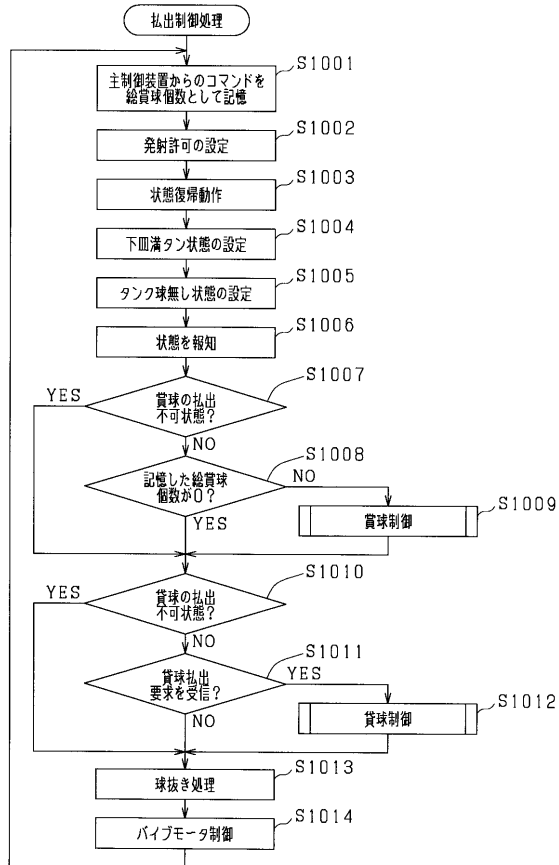 払出制御処理
S1001
主制御装置からのコマンドを
総賞球個数として記憶
S1002
発射許可の設定
S1003
状態復帰動作
S1004
下皿満タン状態の設定
S1005
タンク球無し状態の設定
S1006
状態を報知
S1007
YES
賞球の払出
不可状態?
NO
S1008
記憶した総賞球
個数が0?
NO
YES
S1009
賞球制御
S1010
YES
貸球の払出
不可状態?
NO
S1011
貸球払出
要求を受信?
YES
NO
S1012
貸球制御
S1013
球抜き処理
S1014
バイブモータ制御